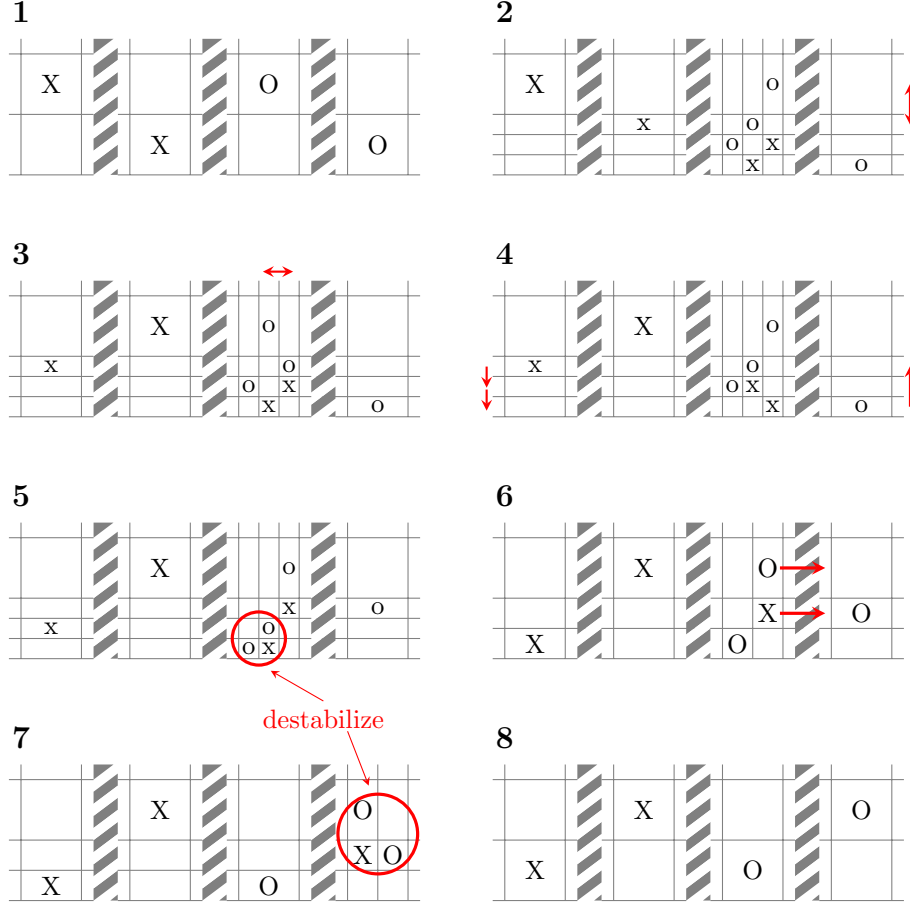 1 2
X O X o
x o
X O o x
x o
3 4
X o X o
x o x o
o x o x
x o x o
5 6
X o X O
x o X O
x o
o x X O
destabilize
7 8
X O X O
X O
X O X O